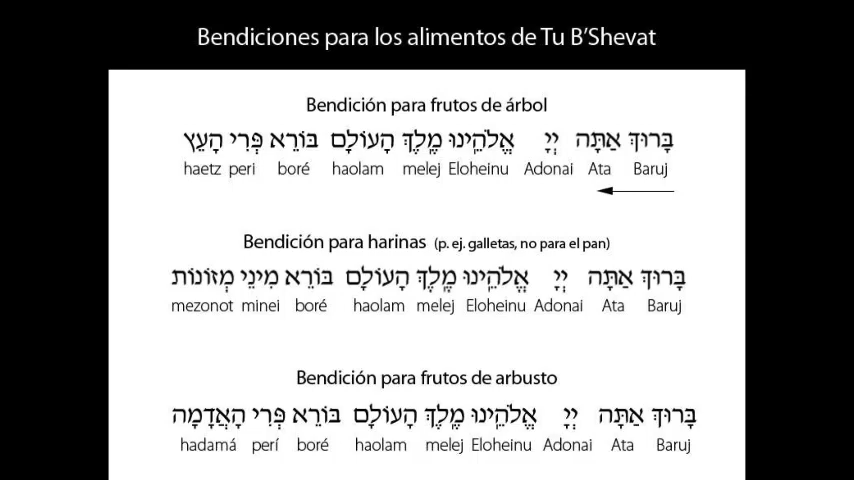 Bendiciones para los alimentos de Tu B'Shevat
Bendición para frutos de árbol
בָּרוּךְ אַתָּה יְיָ אֱלֹהֵֽינוּ מֶֽלֶךְ הָעוֹלָם בּוֹרֵא פְּרִי הָעֵץ
haetz peri boré haolam melej Eloheinu Adonai Ata Baruj
Bendición para harinas (p. ej. galletas, no para el pan)
בָּרוּךְ אַתָּה יְיָ אֱלֹהֵֽינוּ מֶֽלֶךְ הָעוֹלָם בּוֹרֵא מִינֵי מְזוֹנוֹת
mezonot minei boré haolam melej Eloheinu Adonai Ata Baruj
Bendición para frutos de arbusto
בָּרוּךְ אַתָּה יְיָ אֱלֹהֵֽינוּ מֶֽלֶךְ הָעוֹלָם בּוֹרֵא פְּרִי הָאֲדָמָה
hadamá perí boré haolam melej Eloheinu Adonai Ata Baruj